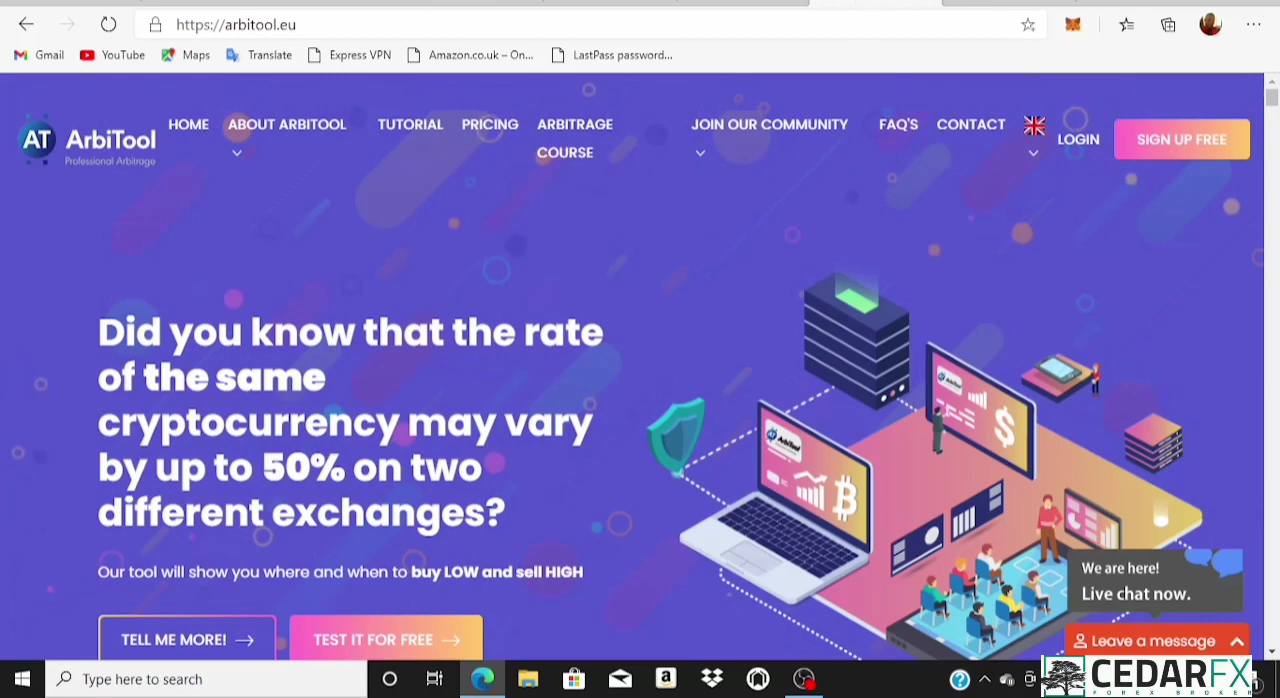 https://arbitool.eu
Gmail YouTube Maps Translate Express VPN Amazon.co.uk – On... LastPass password...
AT ArbiTool
Professional Arbitrage
HOME ABOUT ARBITOOL TUTORIAL PRICING ARBITRAGE COURSE JOIN OUR COMMUNITY FAQ'S CONTACT LOGIN SIGN UP FREE
Did you know that the rate
of the same
cryptocurrency may vary
by up to 50% on two
different exchanges?
Our tool will show you where and when to buy LOW and sell HIGH
TELL ME MORE! TEST IT FOR FREE
We are here!
Live chat now.
Leave a message
Type here to search
CEDARFX
FOREX BROKER